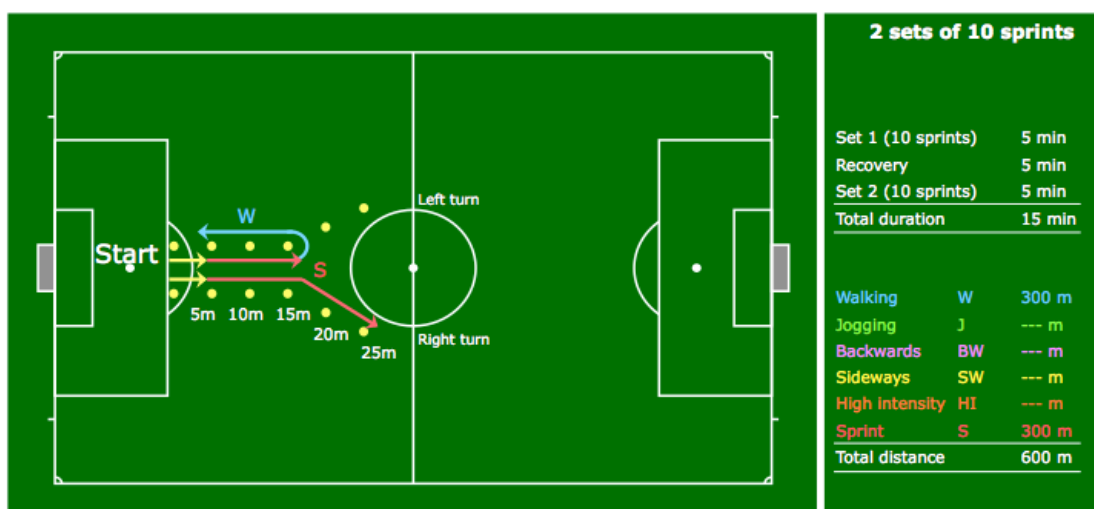 W
Left turn
Start
S
5m 10m 15m
20m
Right turn
25m
2 sets of 10 sprints
Set 1 (10 sprints) 5 min
Recovery 5 min
Set 2 (10 sprints) 5 min
Total duration 15 min
Walking W 300 m
Jogging J --- m
Backwards BW --- m
Sideways SW --- m
High intensity HI --- m
Sprint S 300 m
Total distance 600 m